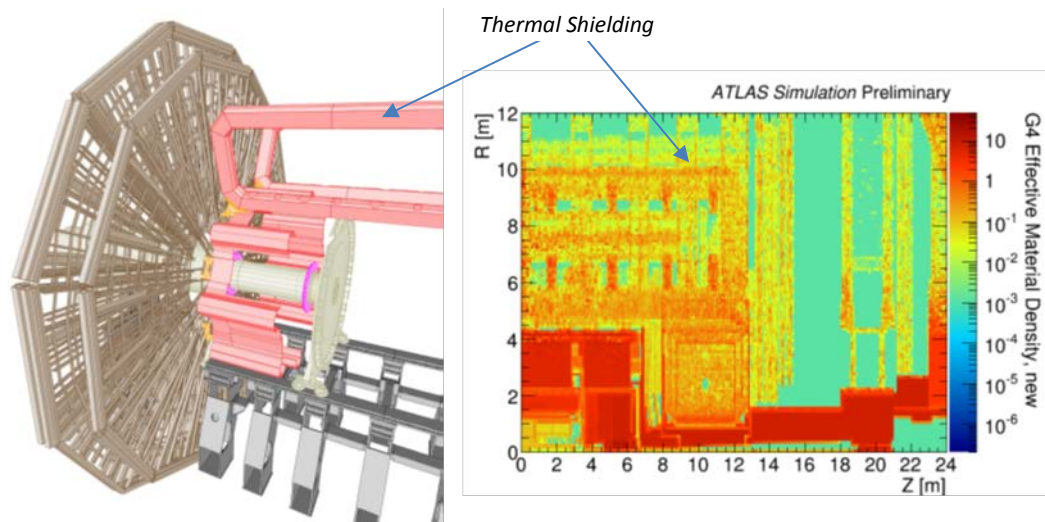 Thermal Shielding
ATLAS Simulation Preliminary
R [m]
12
10
8
6
4
2
0
0 2 4 6 8 10 12 14 16 18 20 22 24
Z [m]
10
1
10⁻¹
10⁻²
10⁻³
10⁻⁴
10⁻⁵
10⁻⁶
G4 Effective Material Density, new